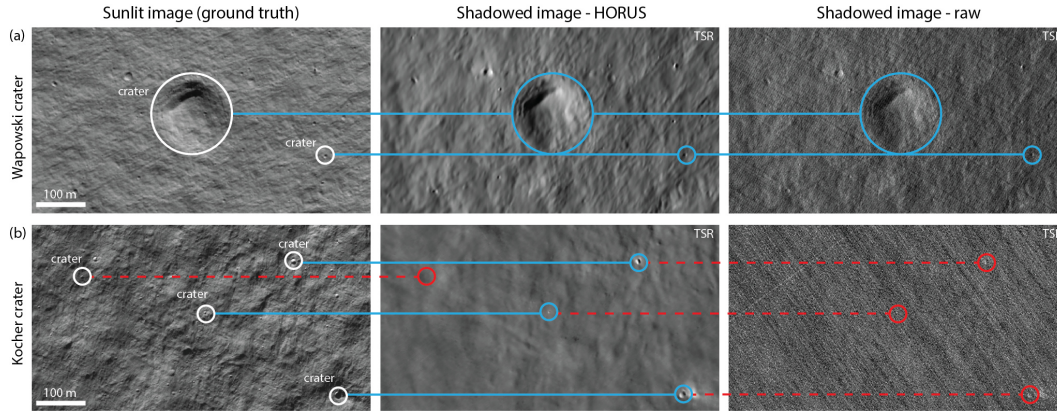 Sunlit image (ground truth)
Shadowed image - HORUS
Shadowed image - raw
(a)
Wapowski crater
crater
crater
100 m
TSR
TSR
(b)
Kocher crater
crater
crater
crater
crater
100 m
TSR
TSR